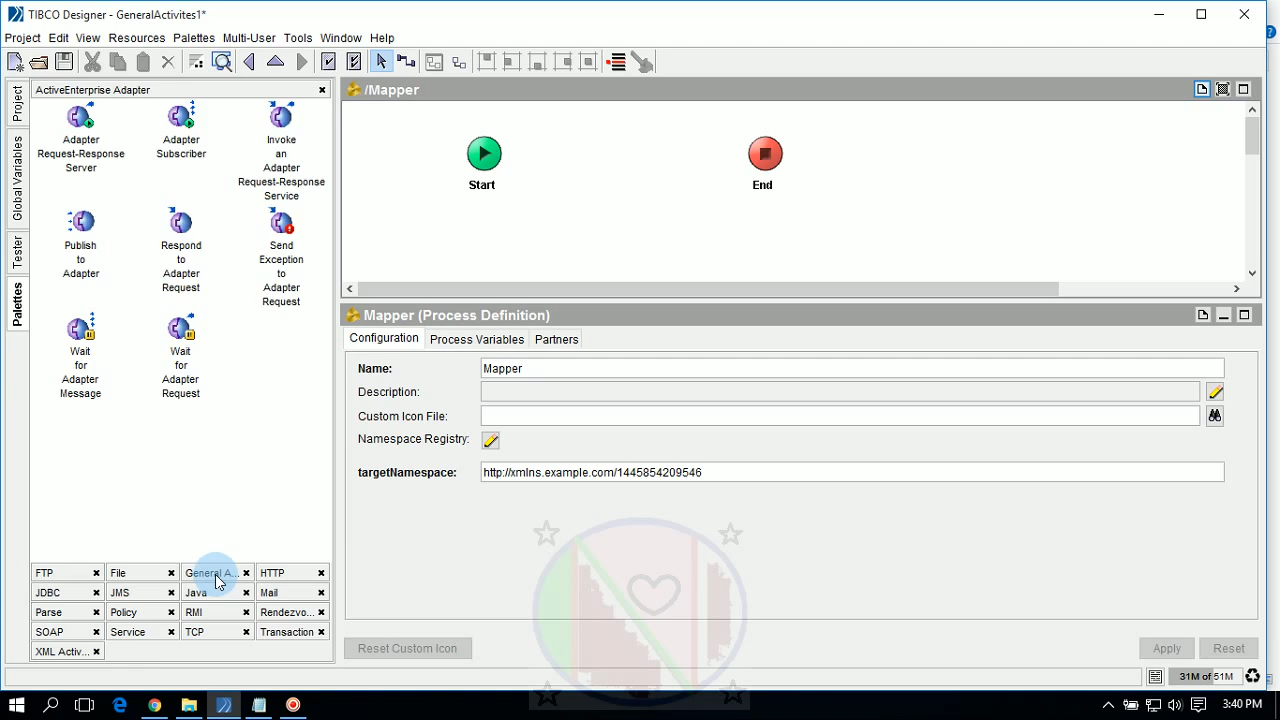 TIBCO Designer - GeneralActivites1*
Project Edit View Resources Palettes Multi-User Tools Window Help
ActiveEnterprise Adapter
Project
Global Variables
Tester
Palettes
Adapter
Request-Response
Server
Adapter
Subscriber
Invoke
an
Adapter
Request-Response
Service
Publish
to
Adapter
Respond
to
Adapter
Request
Send
Exception
to
Adapter
Request
Wait
for
Adapter
Message
Wait
for
Adapter
Request
FTP File General A... HTTP
JDBC JMS Java Mail
Parse Policy RMI Rendezvo...
SOAP Service TCP Transaction
XML Activ...
/Mapper
Start
End
Mapper (Process Definition)
Configuration Process Variables Partners
Name: Mapper
Description:
Custom Icon File:
Namespace Registry:
targetNamespace: http://xmlns.example.com/1445854209546
Reset Custom Icon Apply Reset
31M of 51M
3:40 PM